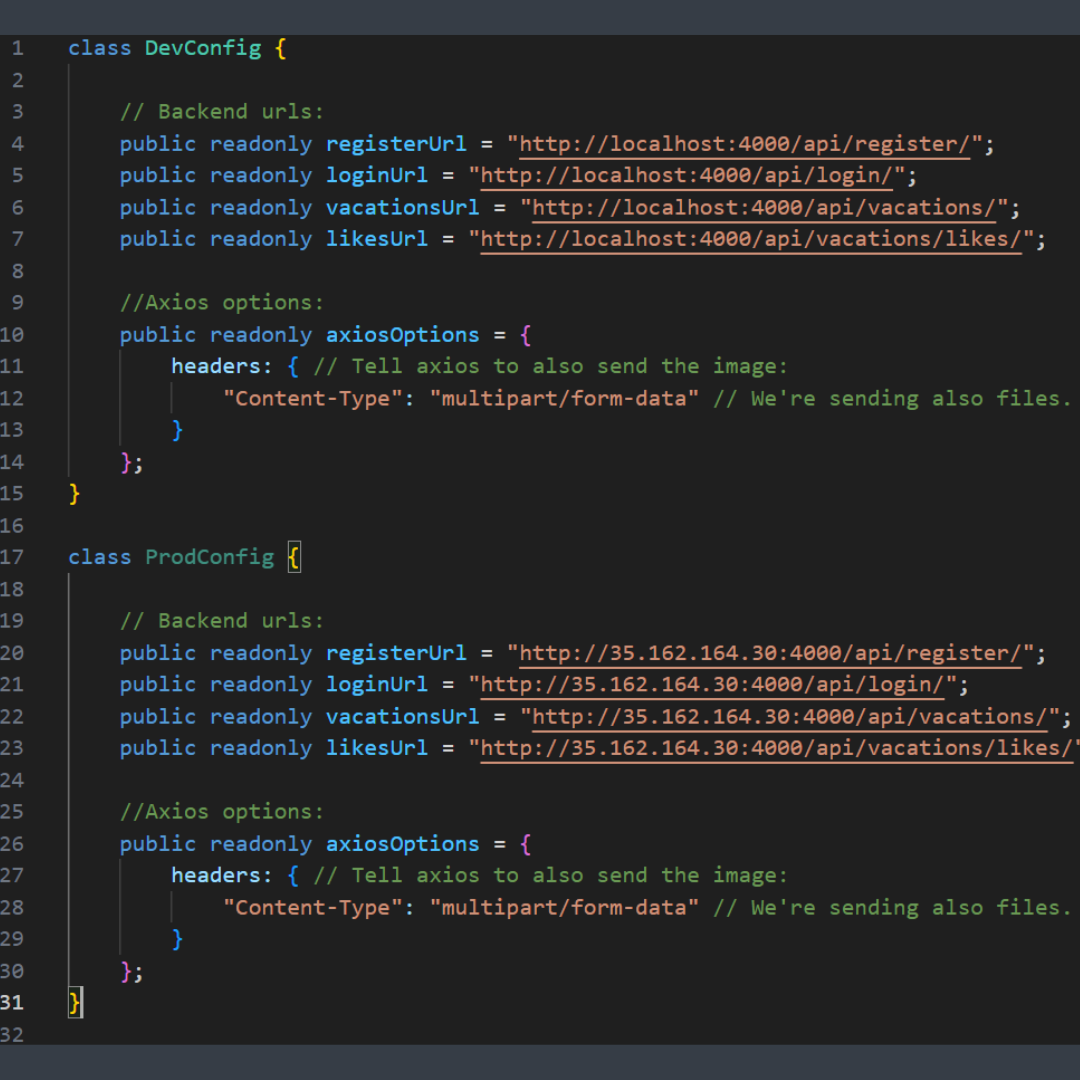 1 class DevConfig {
2
3 // Backend urls:
4 public readonly registerUrl = "http://localhost:4000/api/register/";
5 public readonly loginUrl = "http://localhost:4000/api/login/";
6 public readonly vacationsUrl = "http://localhost:4000/api/vacations/";
7 public readonly likesUrl = "http://localhost:4000/api/vacations/likes/";
8
9 //Axios options:
10 public readonly axiosOptions = {
11 headers: { // Tell axios to also send the image:
12 "Content-Type": "multipart/form-data" // We're sending also files.
13 }
14 };
15 }
16
17 class ProdConfig {
18
19 // Backend urls:
20 public readonly registerUrl = "http://35.162.164.30:4000/api/register/";
21 public readonly loginUrl = "http://35.162.164.30:4000/api/login/";
22 public readonly vacationsUrl = "http://35.162.164.30:4000/api/vacations/";
23 public readonly likesUrl = "http://35.162.164.30:4000/api/vacations/likes/"
24
25 //Axios options:
26 public readonly axiosOptions = {
27 headers: { // Tell axios to also send the image:
28 "Content-Type": "multipart/form-data" // We're sending also files.
29 }
30 };
31 }
32